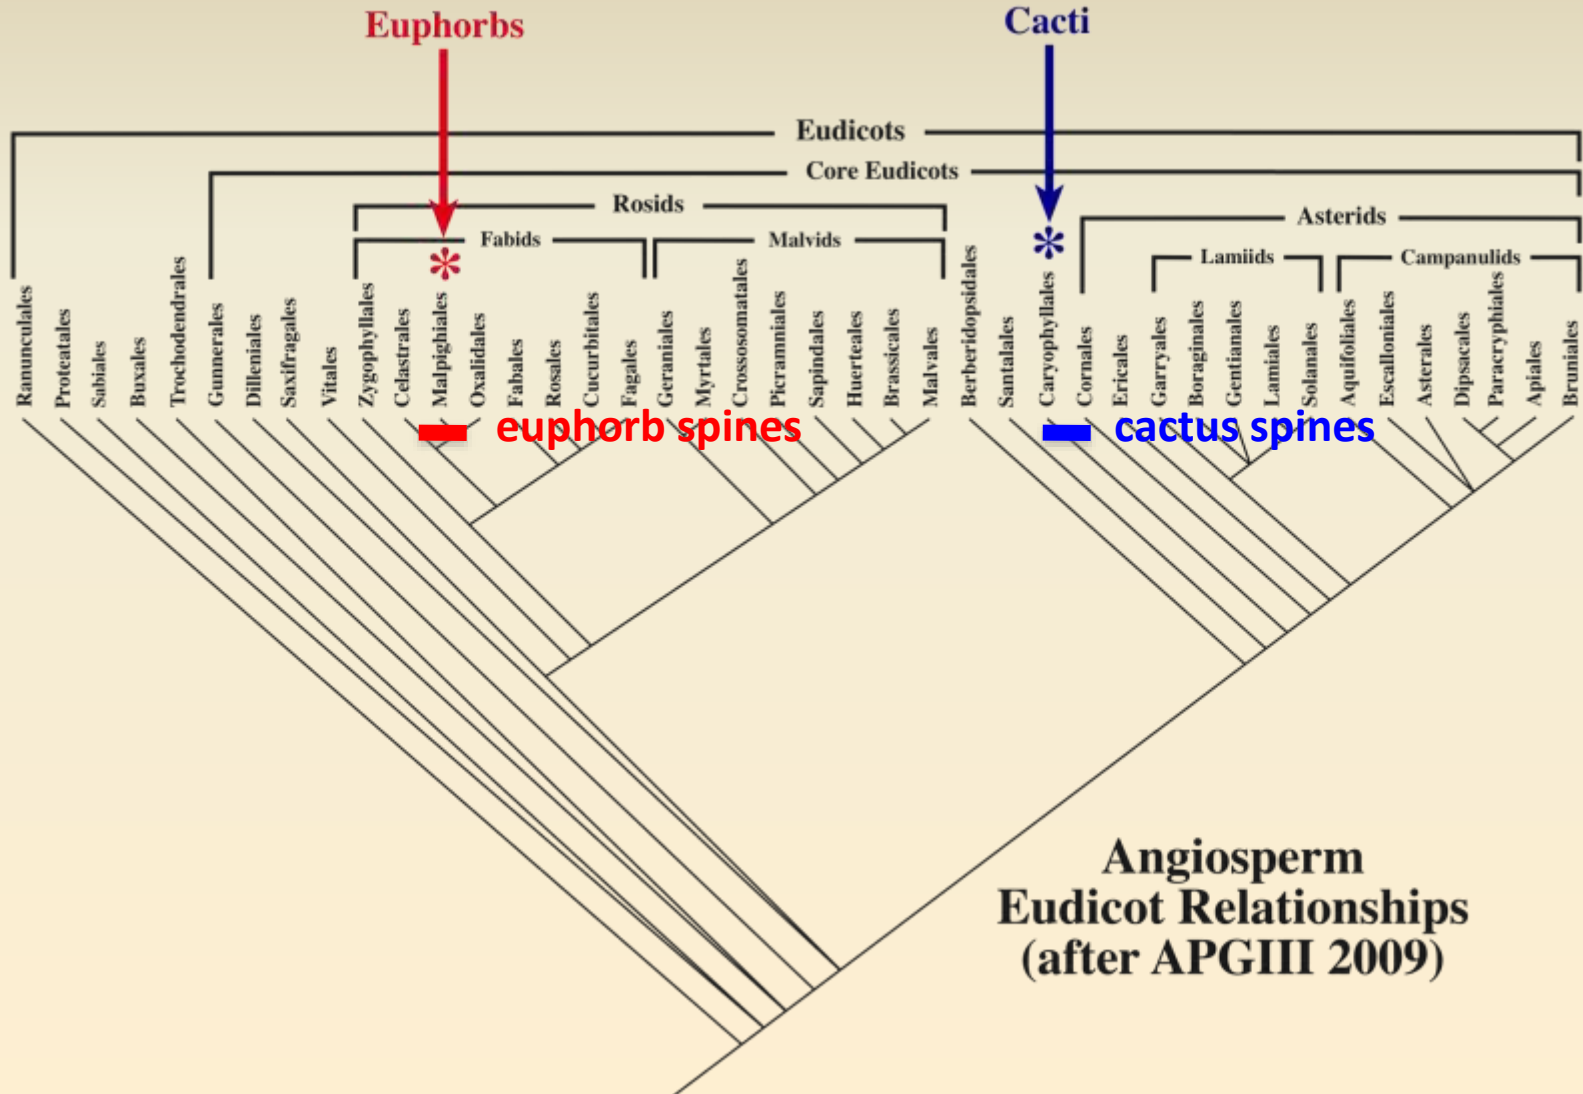 Euphorbs
Cacti
Eudicots
Core Eudicots
Rosids
Asterids
Fabids
Malvids
Lamiids
Campanulids
*
*
Ranunculales
Proteatales
Sabiales
Buxales
Trochodendrales
Gunnerales
Dilleniales
Saxifragales
Vitales
Zygophyllales
Celastrales
Malpighiales
Oxalidales
Fabales
Rosales
Cucurbitales
Fagales
Geraniales
Myrtales
Crossosomatales
Picramniales
Sapindales
Huerteales
Brassicales
Malvales
Berberidopsidales
Santalales
Caryophyllales
Cornales
Ericales
Garryales
Boraginales
Gentianales
Lamiales
Solanales
Aquifoliales
Escalloniales
Asterales
Dipsacales
Paracryphiales
Apiales
Bruniales
euphorb spines
cactus spines
Angiosperm
Eudicot Relationships
(after APGIII 2009)